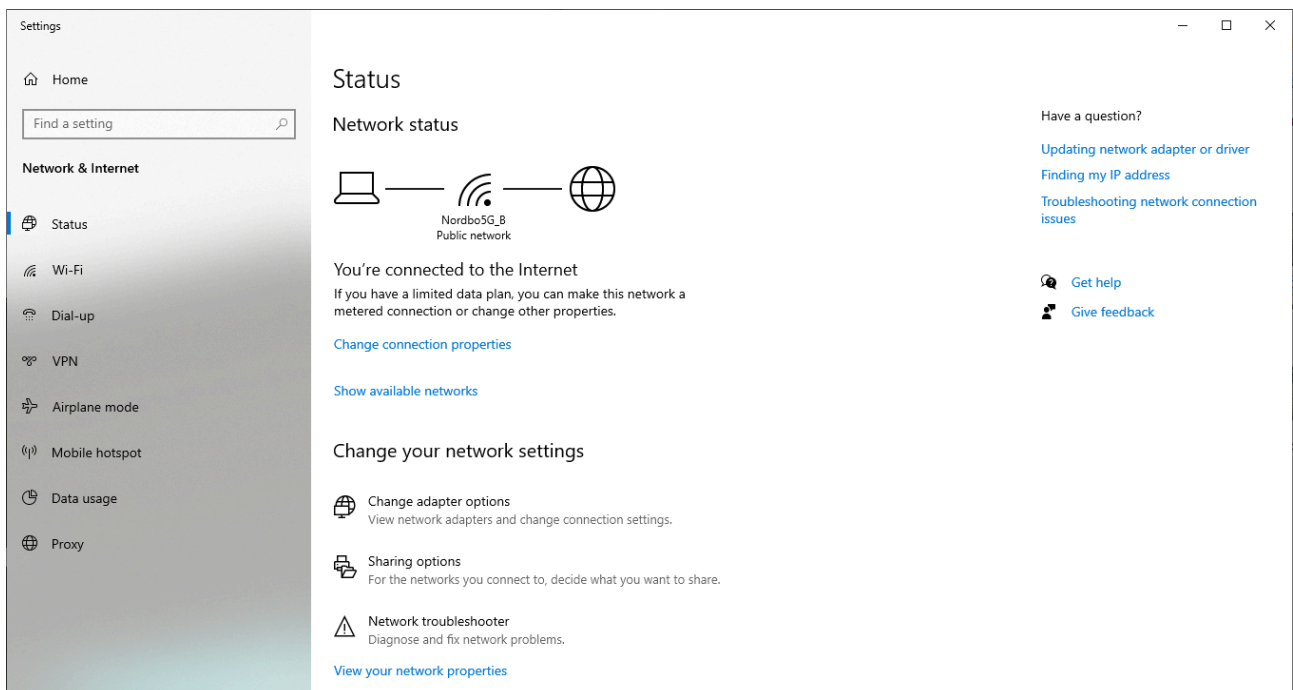 Settings
Home
Find a setting
Network & Internet
Status
Wi-Fi
Dial-up
VPN
Airplane mode
Mobile hotspot
Data usage
Proxy
Status
Network status
Nordbo5G_B
Public network
You're connected to the Internet
If you have a limited data plan, you can make this network a
metered connection or change other properties.
Change connection properties
Show available networks
Change your network settings
Change adapter options
View network adapters and change connection settings.
Sharing options
For the networks you connect to, decide what you want to share.
Network troubleshooter
Diagnose and fix network problems.
View your network properties
Have a question?
Updating network adapter or driver
Finding my IP address
Troubleshooting network connection
issues
Get help
Give feedback